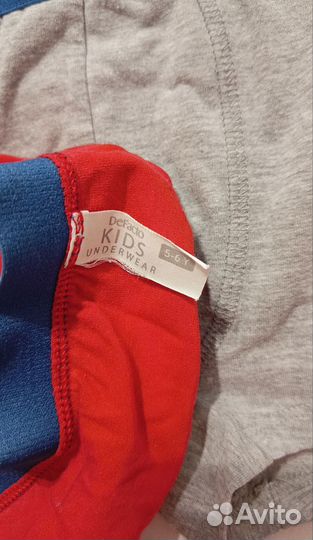 DeFacto
KIDS
UNDERWEAR
5-6 Y
Avito